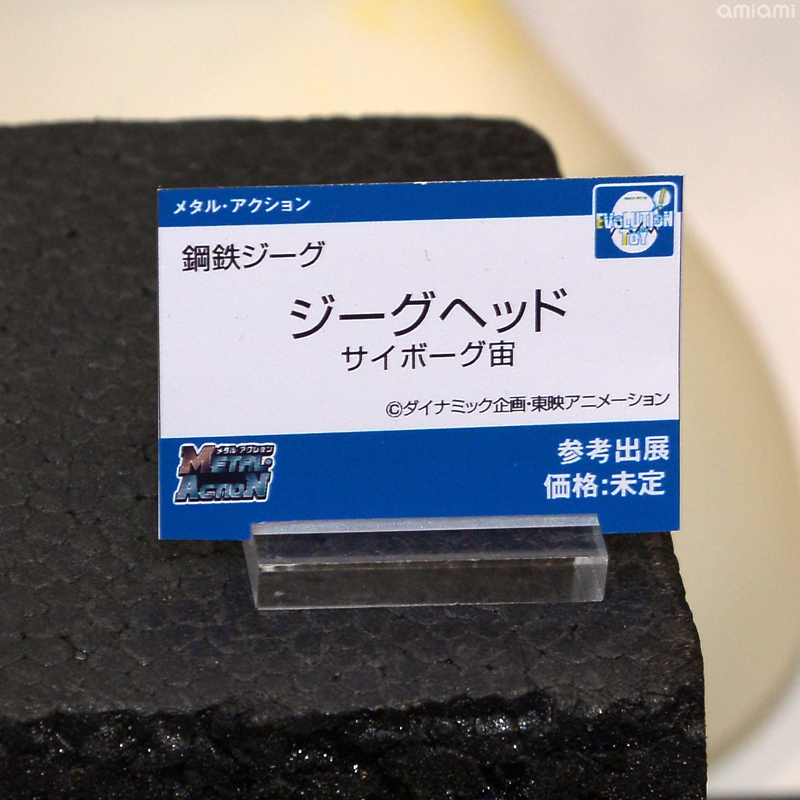 amiami
メタル・アクション
EVOLUTION
TOY
鋼鉄ジーグ
ジーグヘッド
サイボーグ宙
©ダイナミック企画・東映アニメーション
メタル アクション
METAL
ACTION
参考出展
価格:未定